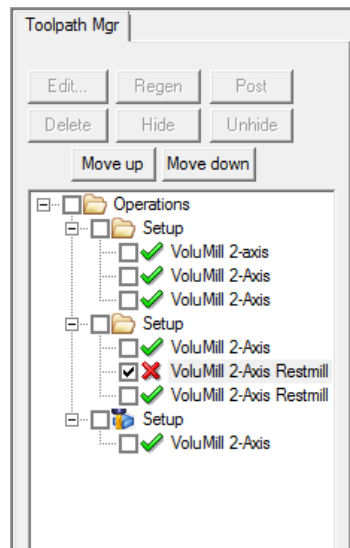 Toolpath Mgr
Edit... Regen Post
Delete Hide Unhide
Move up Move down
Operations
Setup
VoluMill 2-axis
VoluMill 2-Axis
VoluMill 2-Axis
Setup
VoluMill 2-Axis
VoluMill 2-Axis Restmill
VoluMill 2-Axis Restmill
Setup
VoluMill 2-Axis